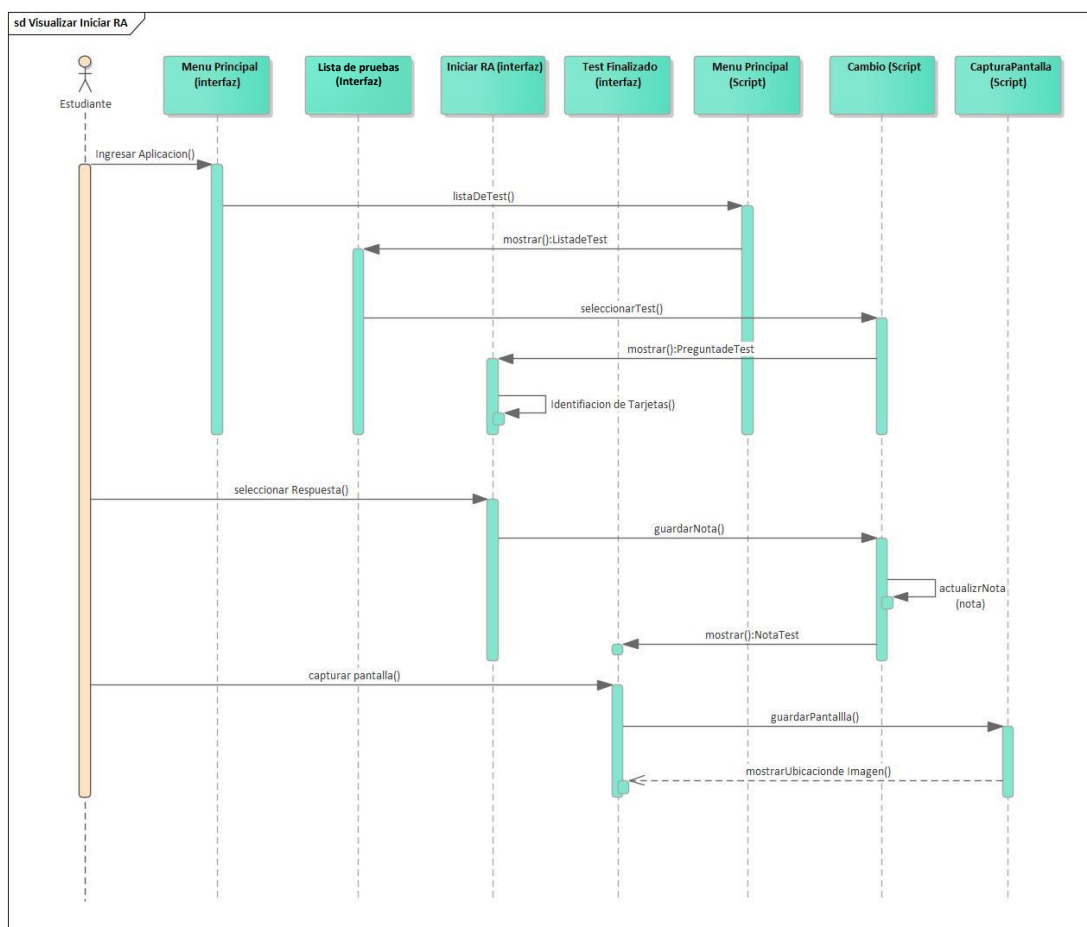 sd Visualizar Iniciar RA
Estudiante
Menu Principal
(interfaz)
Lista de pruebas
(Interfaz)
Iniciar RA (interfaz)
Test Finalizado
(interfaz)
Menu Principal
(Script)
Cambio (Script
CapturaPantalla
(Script)
Ingresar Aplicacion()
listaDeTest()
mostrar():ListadeTest
seleccionarTest()
mostrar():PreguntadeTest
Identifiacion de Tarjetas()
seleccionar Respuesta()
guardarNota()
actualizrNota
(nota)
mostrar():NotaTest
capturar pantalla()
guardarPantallla()
mostrarUbicacionde Imagen()